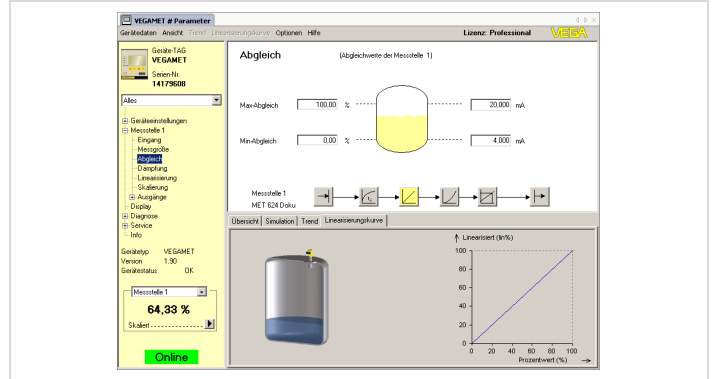 VEGAMET # Parameter
Gerätedaten Ansicht Trend Linearisierungskurve Optionen Hilfe
Lizenz: Professional
VEGA
Geräte-TAG
VEGAMET
Serien-Nr.
14179608
Alles
Geräteeinstellungen
Messstelle 1
Eingang
Messgröße
Abgleich
Dämpfung
Linearisierung
Skalierung
Ausgänge
Display
Diagnose
Service
Info
Gerätetyp VEGAMET
Version 1.90
Gerätestatus OK
Messstelle 1
64,33 %
Skaliert
Online
Abgleich (Abgleichwerte der Messstelle 1)
Max-Abgleich 100,00 % 20,000 mA
Min-Abgleich 0,00 % 4,000 mA
Messstelle 1
MET 624 Doku
Übersicht Simulation Trend Linearisierungskurve
Linearisiert (lin%)
100
80
60
40
20
0
0 20 40 60 80 100
Prozentwert (%)